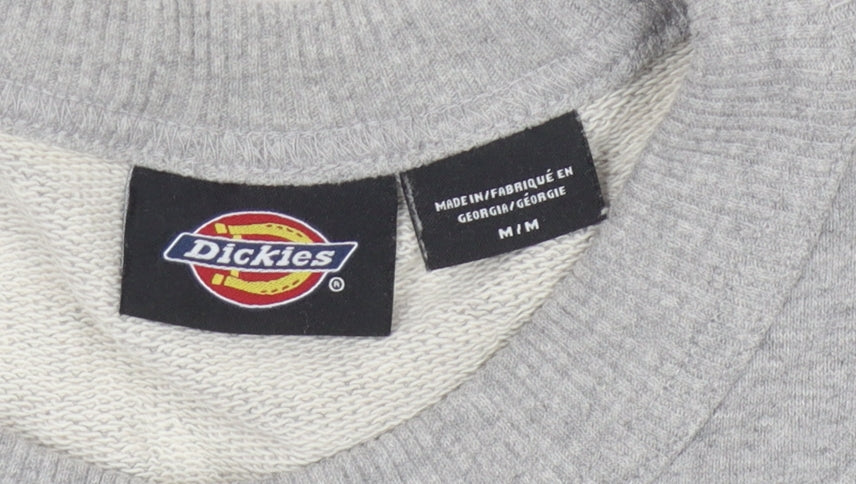 Dickies
®
MADE IN/FABRIQUÉ EN
GEORGIA/GÉORGIE
M/M